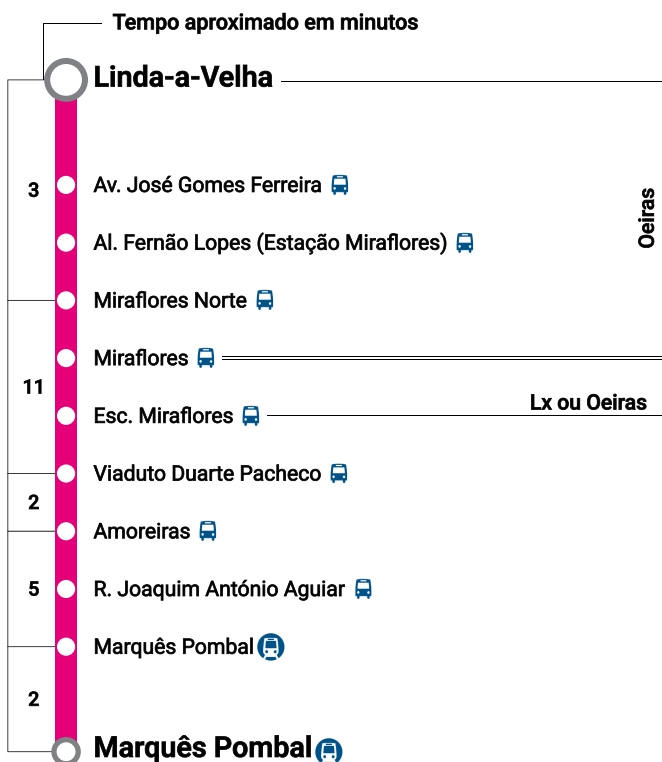 Tempo aproximado em minutos
Linda-a-Velha
3
Av. José Gomes Ferreira
Oeiras
Al. Fernão Lopes (Estação Miraflores)
Miraflores Norte
Miraflores
11
Lx ou Oeiras
Esc. Miraflores
Viaduto Duarte Pacheco
2
Amoreiras
5
R. Joaquim António Aguiar
Marquês Pombal
2
Marquês Pombal